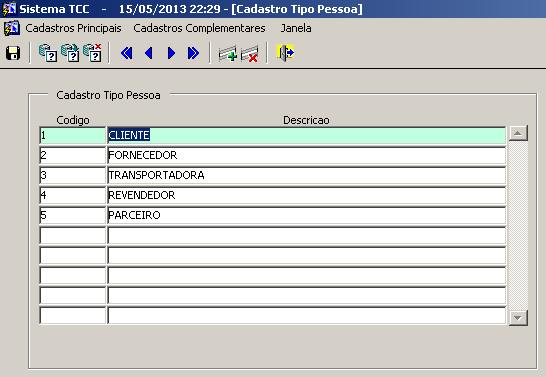 Sistema TCC - 15/05/2013 22:29 - [Cadastro Tipo Pessoa]
Cadastros Principais Cadastros Complementares Janela
Cadastro Tipo Pessoa
Codigo Descricao
1 CLIENTE
2 FORNECEDOR
3 TRANSPORTADORA
4 REVENDEDOR
5 PARCEIRO